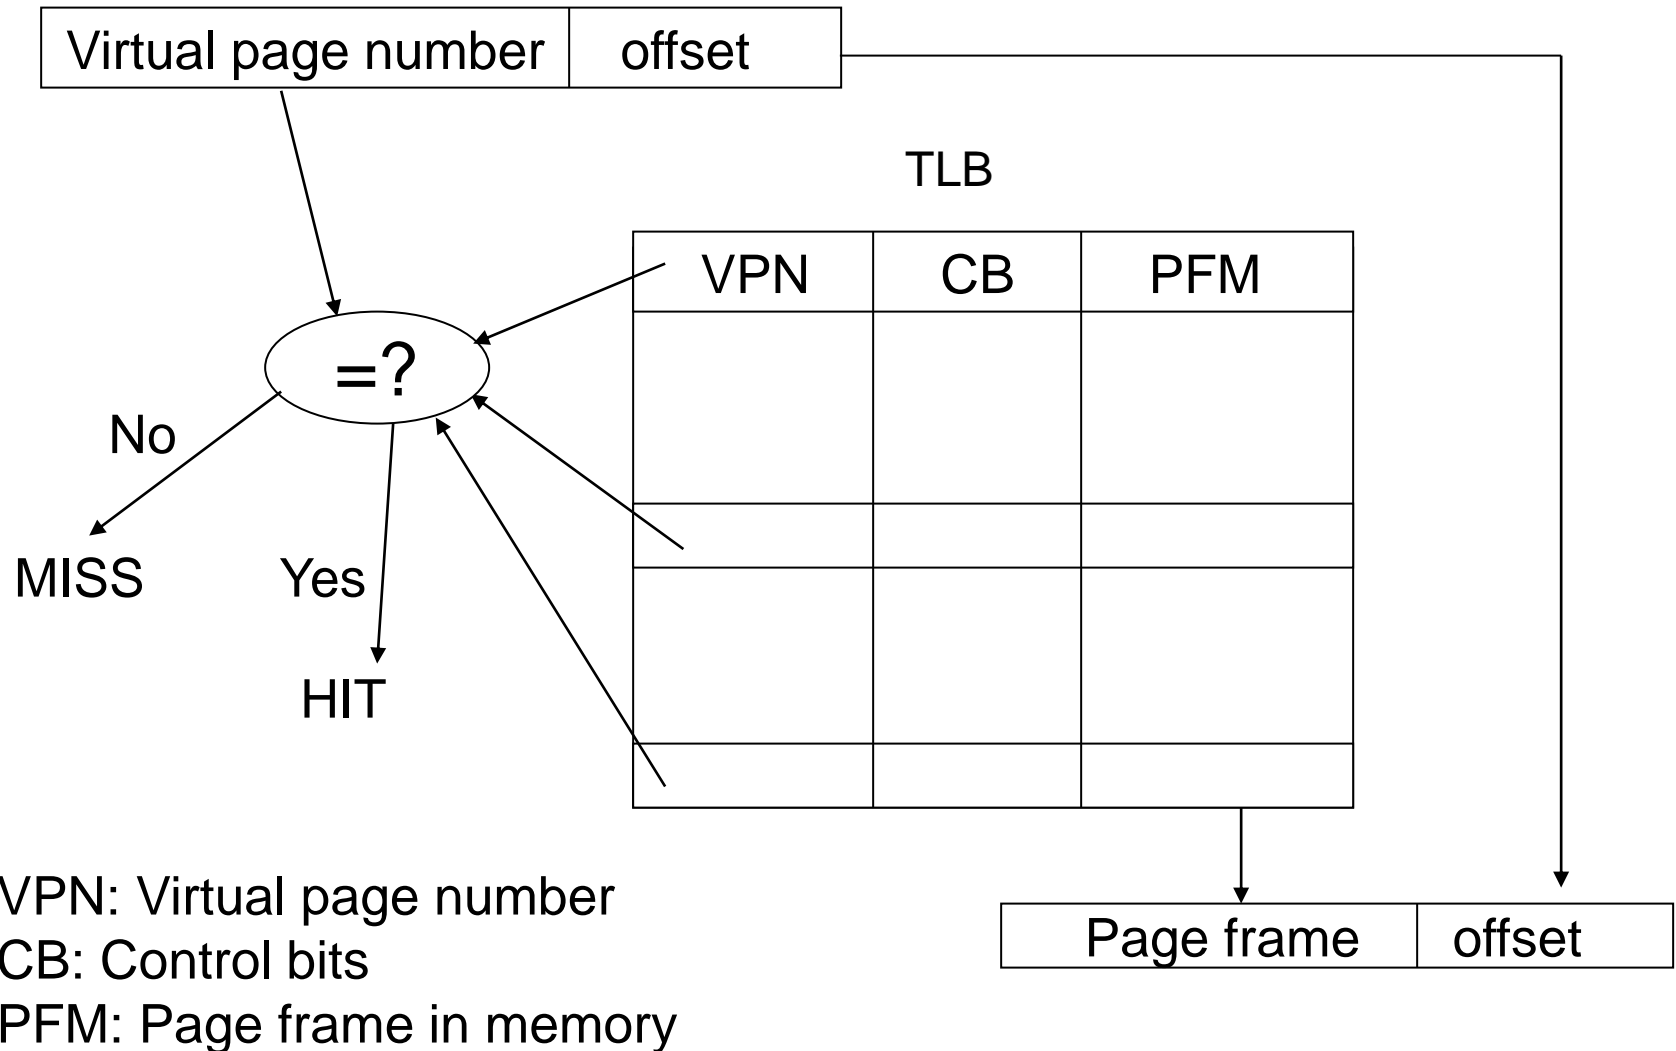 Virtual page number offset
TLB
VPN CB PFM
=?
No
MISS
Yes
HIT
VPN: Virtual page number
CB: Control bits
PFM: Page frame in memory
Page frame offset